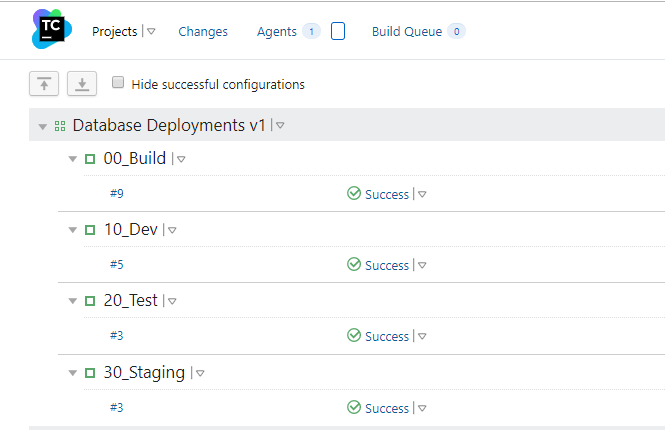 TC
Projects Changes Agents 1 Build Queue 0
Hide successful configurations
Database Deployments v1
00_Build
#9 Success
10_Dev
#5 Success
20_Test
#3 Success
30_Staging
#3 Success